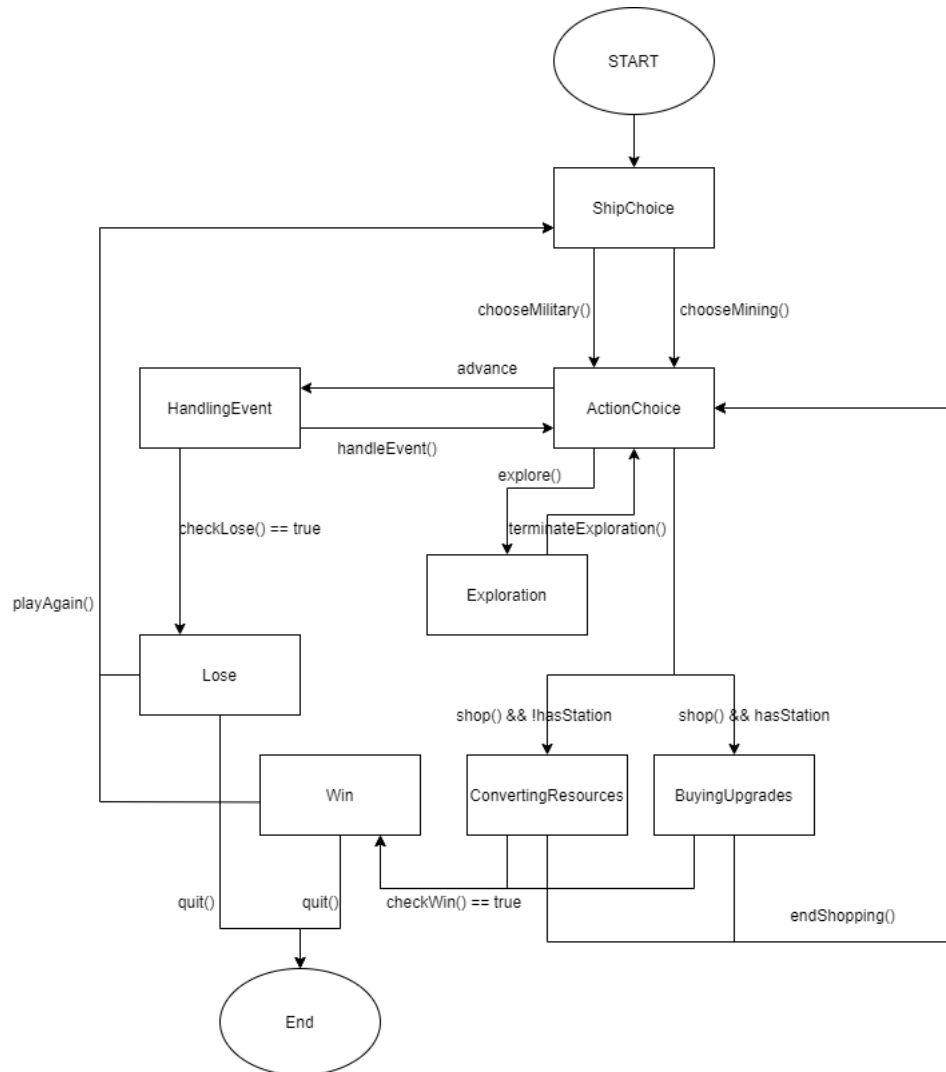 START
ShipChoice
chooseMilitary()
chooseMining()
advance
HandlingEvent
ActionChoice
handleEvent()
explore()
checkLose() == true
terminateExploration()
Exploration
playAgain()
Lose
shop() && !hasStation
shop() && hasStation
Win
ConvertingResources
BuyingUpgrades
quit()
quit()
checkWin() == true
endShopping()
End